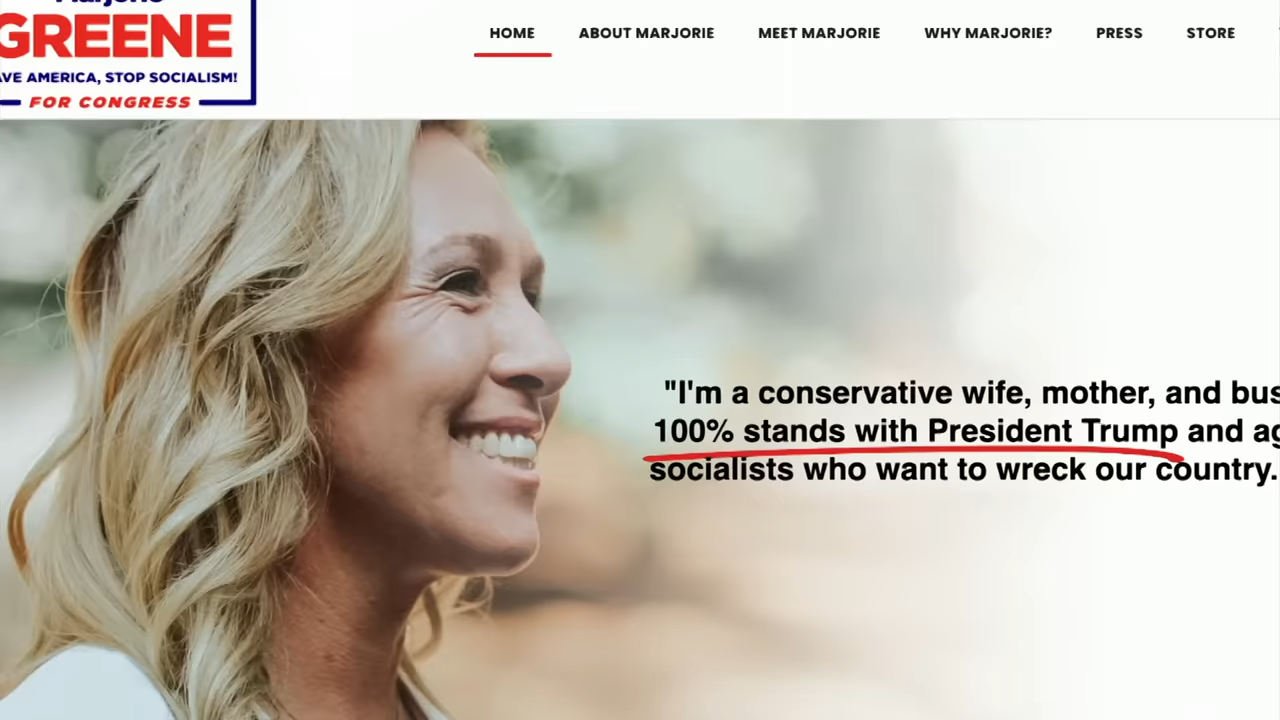 GREENE
AVE AMERICA, STOP SOCIALISM!
FOR CONGRESS
HOME ABOUT MARJORIE MEET MARJORIE WHY MARJORIE? PRESS STORE
"I'm a conservative wife, mother, and bus
100% stands with President Trump and ag
socialists who want to wreck our country.